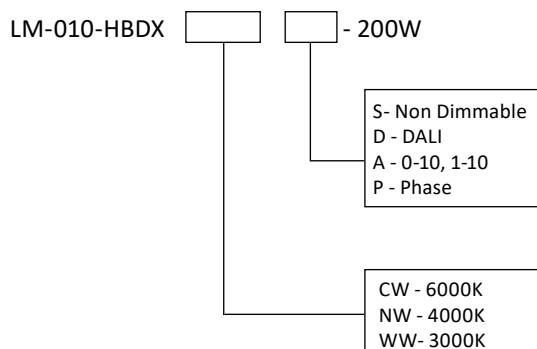 LM-010-HBDX - 200W
S- Non Dimmable
D - DALI
A - 0-10, 1-10
P - Phase
CW - 6000K
NW - 4000K
WW- 3000K